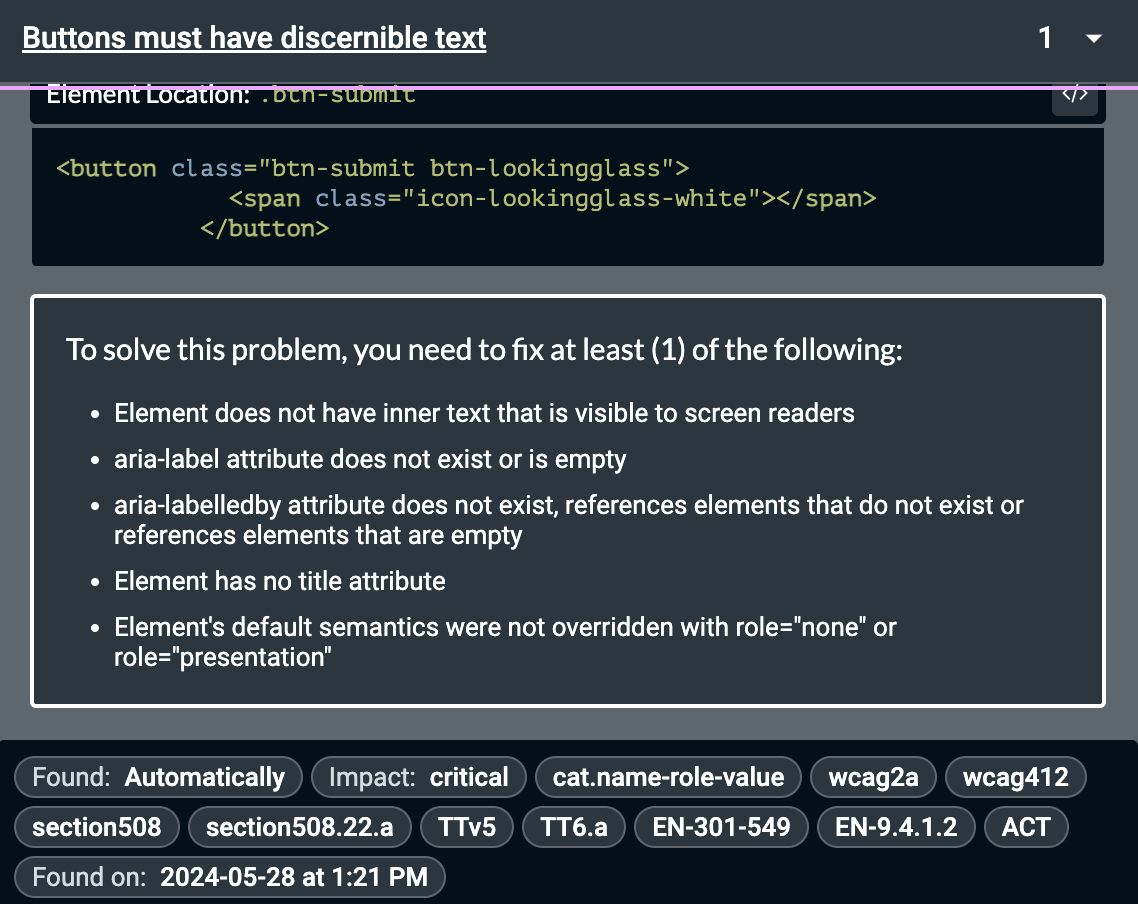 Buttons must have discernible text 1
Element Location: .btn-submit </>
<button class="btn-submit btn-lookingglass">
<span class="icon-lookingglass-white"></span>
</button>
To solve this problem, you need to fix at least (1) of the following:
• Element does not have inner text that is visible to screen readers
• aria-label attribute does not exist or is empty
• aria-labelledby attribute does not exist, references elements that do not exist or
references elements that are empty
• Element has no title attribute
• Element's default semantics were not overridden with role="none" or
role="presentation"
Found: Automatically Impact: critical cat.name-role-value wcag2a wcag412
section508 section508.22.a TTv5 TT6.a EN-301-549 EN-9.4.1.2 ACT
Found on: 2024-05-28 at 1:21 PM